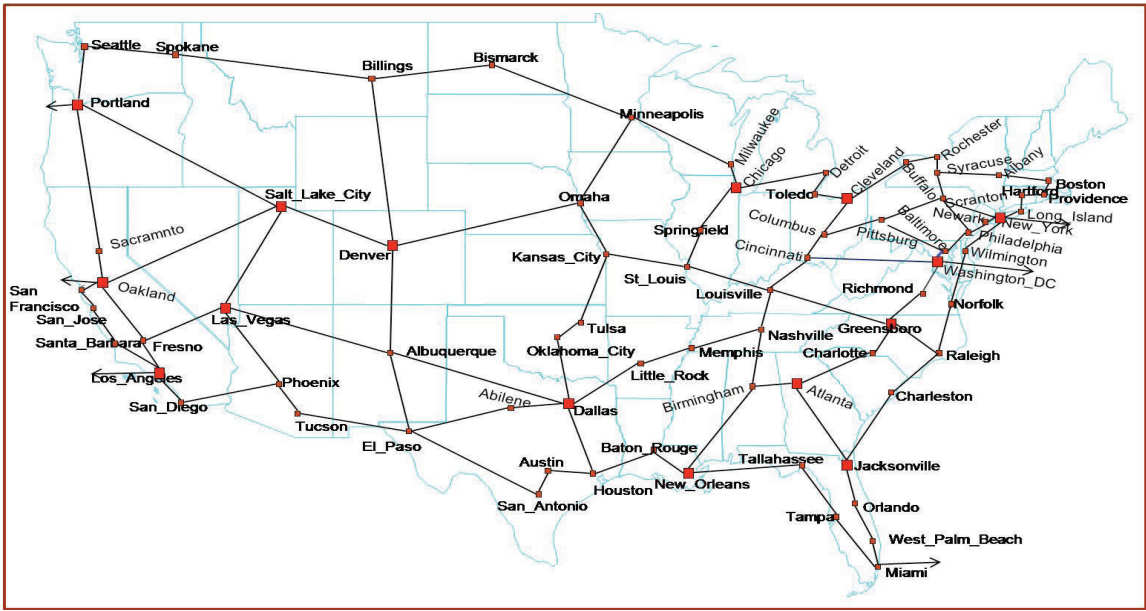 Seattle
Spokane
Billings
Bismarck
Portland
Minneapolis
Milwaukee
Chicago
Detroit
Cleveland
Rochester
Syracuse
Albany
Buffalo
Boston
Hartford
Providence
Toledo
Scranton
Salt_Lake_City
Omaha
Newark
Long_Island
New_York
Columbus
Pittsburg
Baltimore
Philadelphia
Springfield
Sacramnto
Denver
Kansas_City
Cincinnati
Wilmington
St_Louis
Washington_DC
Oakland
Louisville
Richmond
San
Francisco
Norfolk
San_Jose
Las_Vegas
Tulsa
Nashville
Greensboro
Santa_Barbara
Fresno
Albuquerque
Oklahoma_City
Memphis
Charlotte
Raleigh
Los_Angeles
Phoenix
Little_Rock
Abilene
Birmingham
Atlanta
Charleston
San_Diego
Tucson
Dallas
El_Paso
Baton_Rouge
Tallahassee
Austin
Jacksonville
Houston
New_Orleans
San_Antonio
Orlando
Tampa
West_Palm_Beach
Miami